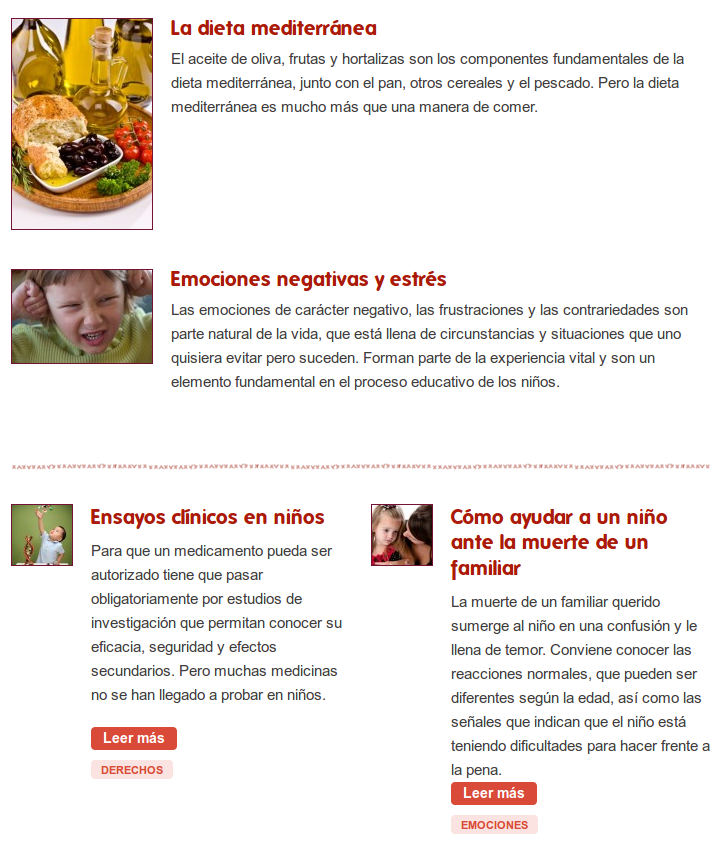 La dieta mediterránea
El aceite de oliva, frutas y hortalizas son los componentes fundamentales de la
dieta mediterránea, junto con el pan, otros cereales y el pescado. Pero la dieta
mediterránea es mucho más que una manera de comer.
Emociones negativas y estrés
Las emociones de carácter negativo, las frustraciones y las contrariedades son
parte natural de la vida, que está llena de circunstancias y situaciones que uno
quisiera evitar pero suceden. Forman parte de la experiencia vital y son un
elemento fundamental en el proceso educativo de los niños.
Ensayos clínicos en niños
Para que un medicamento pueda ser
autorizado tiene que pasar
obligatoriamente por estudios de
investigación que permitan conocer su
eficacia, seguridad y efectos
secundarios. Pero muchas medicinas
no se han llegado a probar en niños.
Leer más
DERECHOS
Cómo ayudar a un niño
ante la muerte de un
familiar
La muerte de un familiar querido
sumerge al niño en una confusión y le
llena de temor. Conviene conocer las
reacciones normales, que pueden ser
diferentes según la edad, así como las
señales que indican que el niño está
teniendo dificultades para hacer frente a
la pena.
Leer más
EMOCIONES